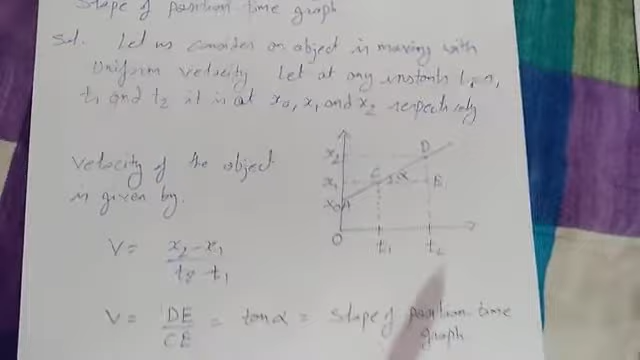 Slope of position-time graph
Sol. Let us consider an object is moving with
uniform velocity Let at any instants t=0,
t1 and t2 it is at x0, x1 and x2 respectively
Velocity of the object
is given by.
V = x2-x1
t2-t1
V = DE = tanα = Slope of position-time
CE graph
x2
x1
x0
A
C
D
E
α
O
t1
t2